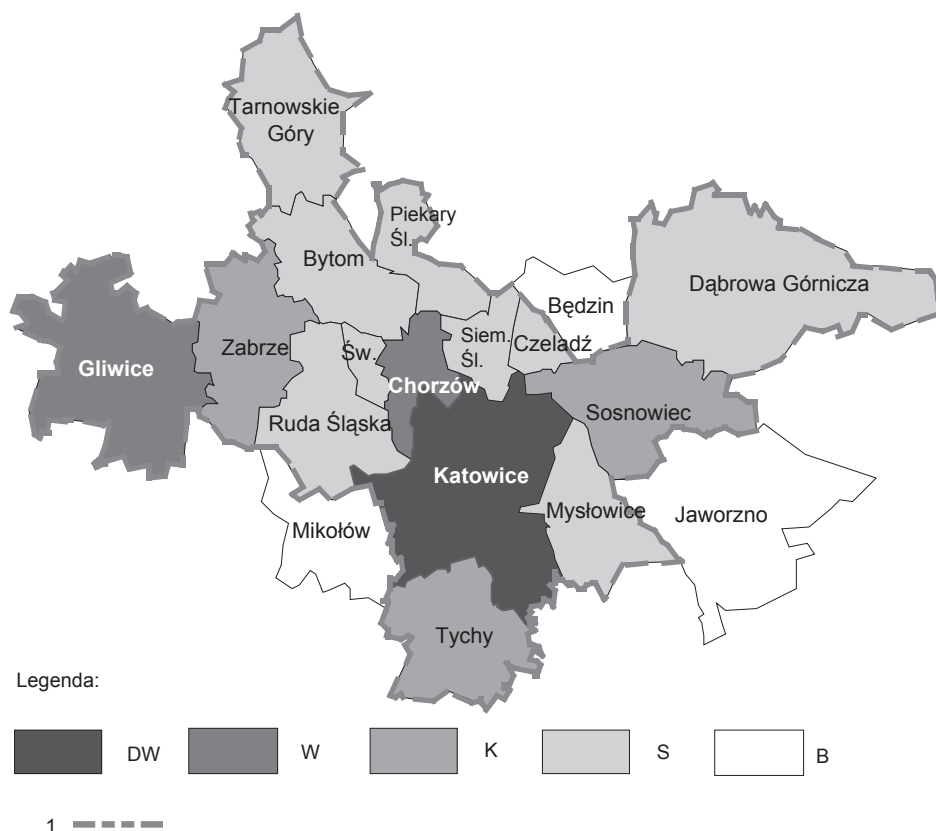 Tarnowskie
Góry
Piekary
Śl.
Bytom
Dąbrowa Górnicza
Będzin
Siem.
Śl.
Czeladź
Zabrze
Św.
Gliwice
Chorzów
Sosnowiec
Ruda Śląska
Katowice
Mysłowice
Jaworzno
Mikołów
Tychy
Legenda:
DW W K S B
1